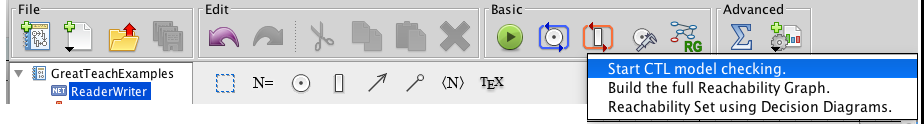 File
Edit
Basic
Advanced
RG
GreatTeachExamples
NET ReaderWriter
N=
⟨N⟩
TEX
Start CTL model checking.
Build the full Reachability Graph.
Reachability Set using Decision Diagrams.